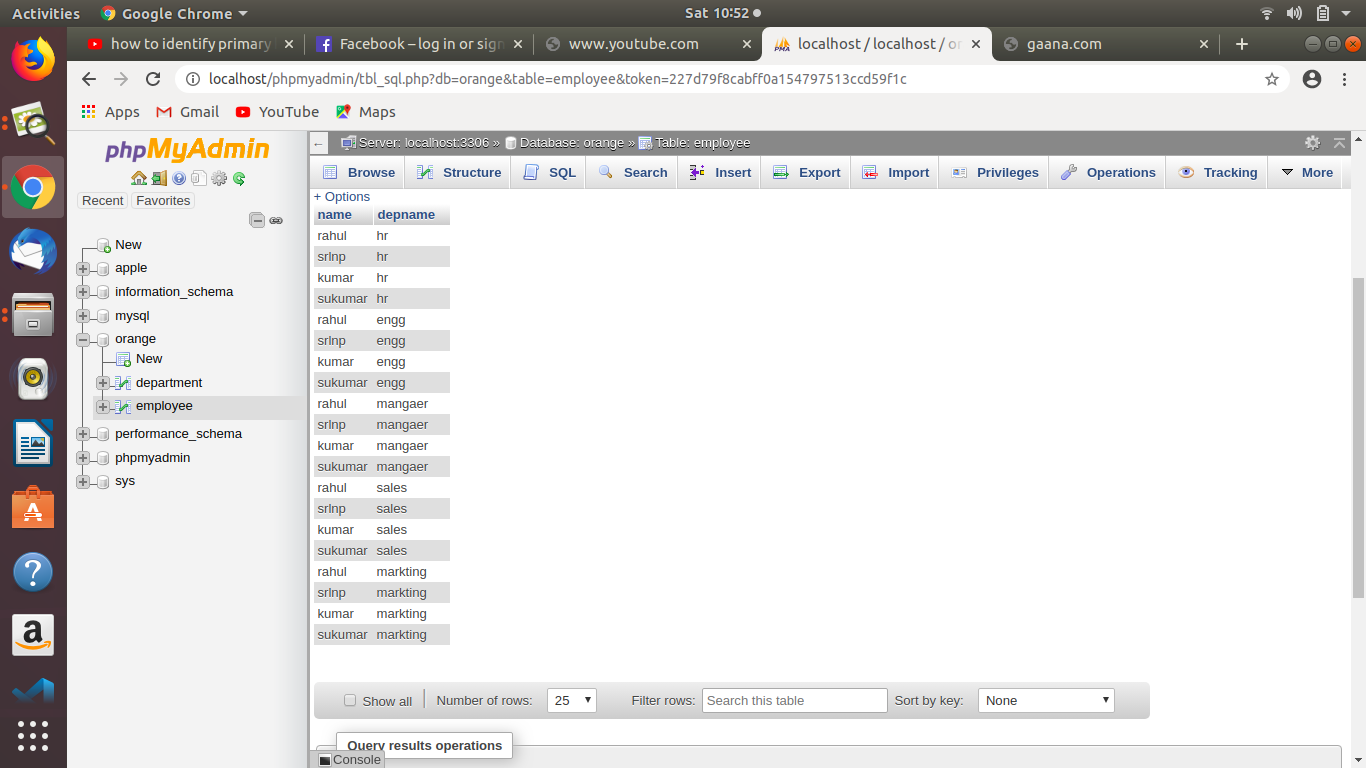 Activities Google Chrome Sat 10:52
how to identify primary Facebook – log in or sign www.youtube.com localhost / localhost / or gaana.com
localhost/phpmyadmin/tbl_sql.php?db=orange&table=employee&token=227d79f8cabff0a154797513ccd59f1c
Apps Gmail YouTube Maps
phpMyAdmin
Recent Favorites
New
apple
information_schema
mysql
orange
New
department
employee
performance_schema
phpmyadmin
sys
Server: localhost:3306 » Database: orange » Table: employee
Browse Structure SQL Search Insert Export Import Privileges Operations Tracking More
+ Options
name depname
rahul hr
srlnp hr
kumar hr
sukumar hr
rahul engg
srlnp engg
kumar engg
sukumar engg
rahul mangaer
srlnp mangaer
kumar mangaer
sukumar mangaer
rahul sales
srlnp sales
kumar sales
sukumar sales
rahul markting
srlnp markting
kumar markting
sukumar markting
Show all Number of rows: 25 Filter rows: Search this table Sort by key: None
Query results operations
Console